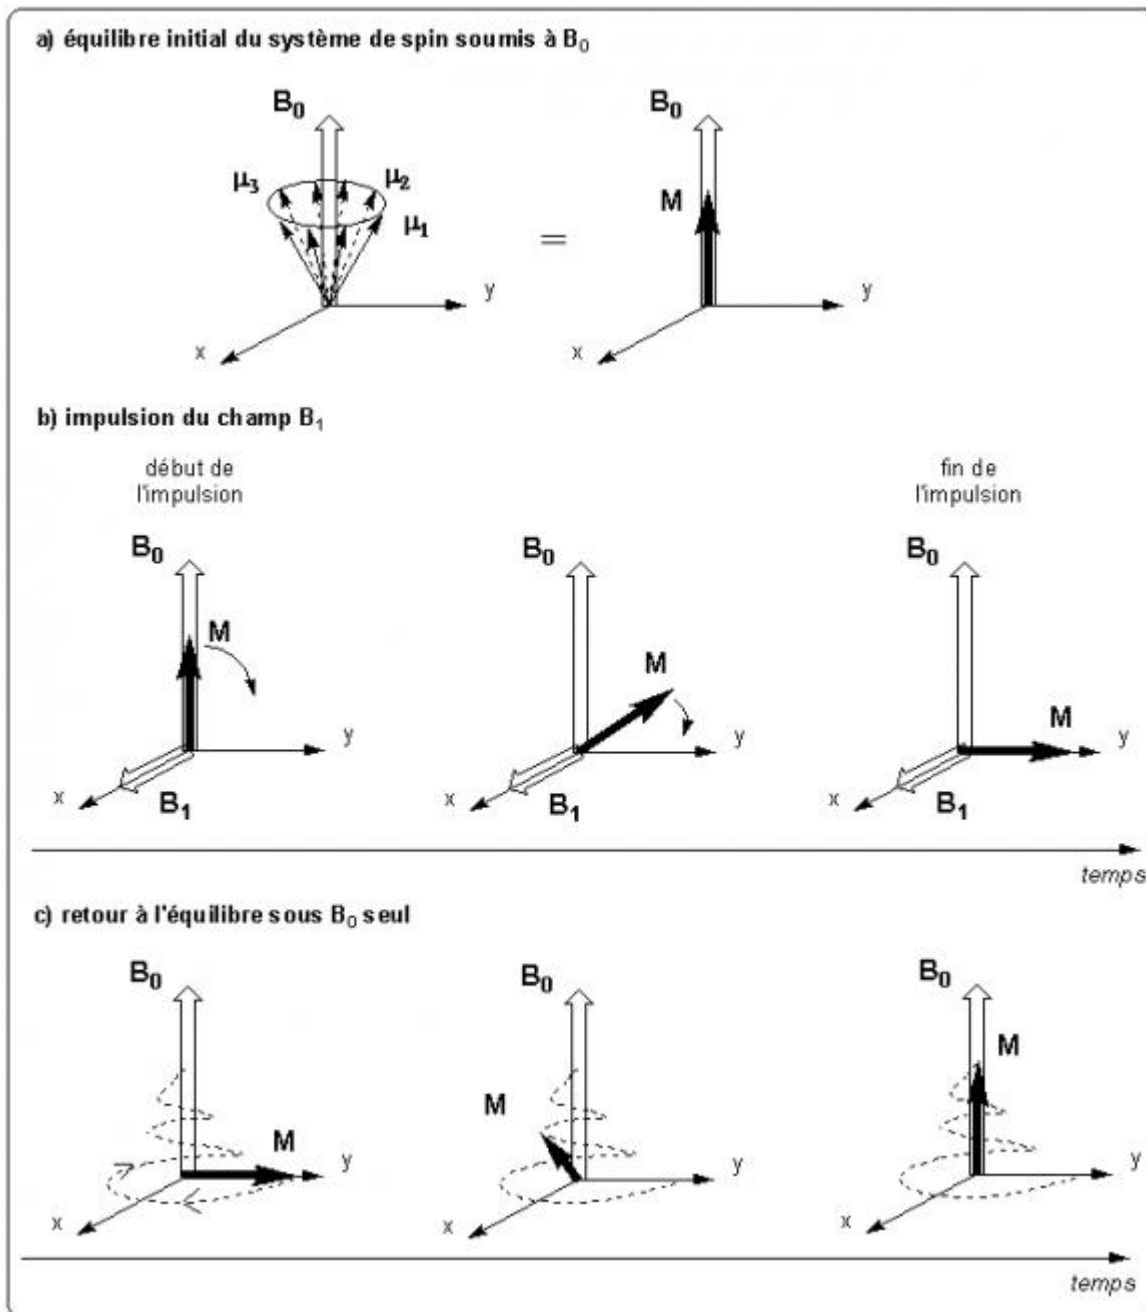 a) équilibre initial du système de spin soumis à B₀
B₀ B₀
μ₃ μ₂ M
μ₁
=
y y
x x
b) impulsion du champ B₁
début de fin de
l'impulsion l'impulsion
B₀ B₀ B₀
M M M
y y y
x x x
B₁ B₁ B₁
temps
c) retour à l'équilibre sous B₀ seul
B₀ B₀ B₀
M M M
y y y
x x x
temps